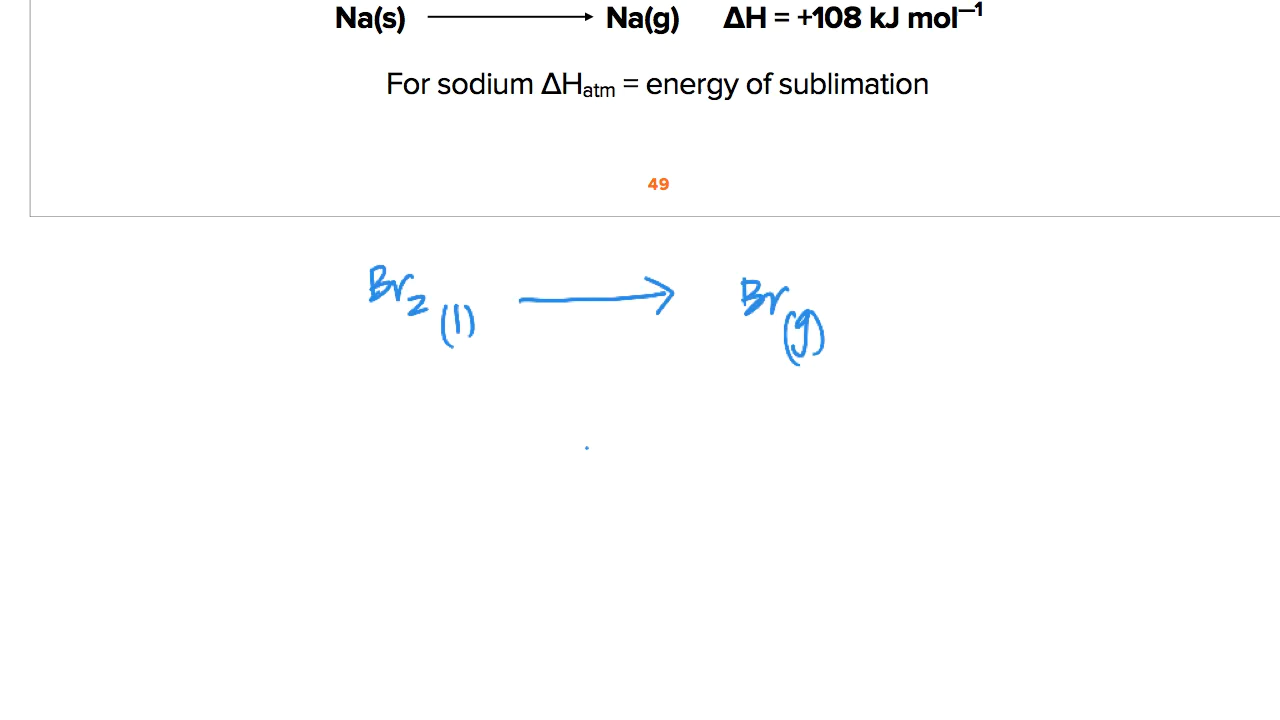 Na(s) ⟶ Na(g) ΔH = +108 kJ mol⁻¹
For sodium ΔHₐₜₘ = energy of sublimation
49
Br₂ (l) ⟶ Br (g)